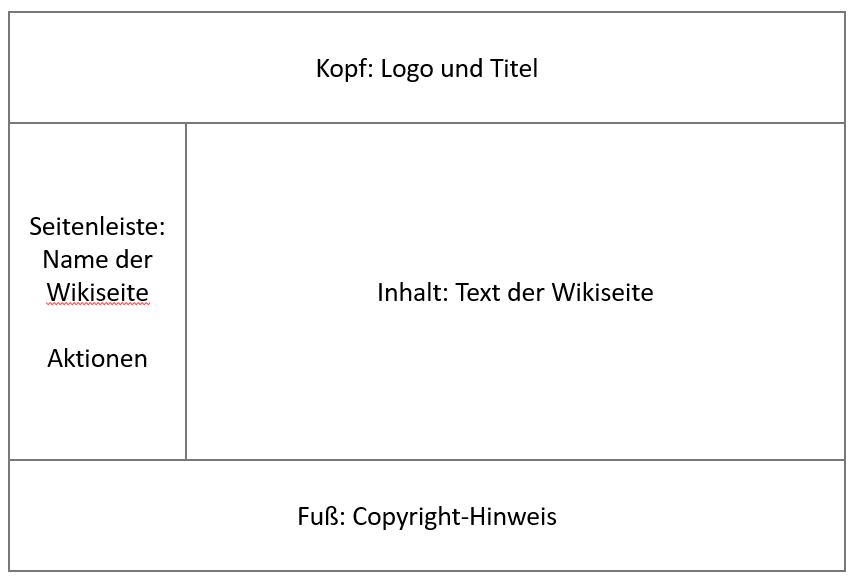 Kopf: Logo und Titel
Seitenleiste:
Name der
Wikiseite
Aktionen
Inhalt: Text der Wikiseite
Fuß: Copyright-Hinweis